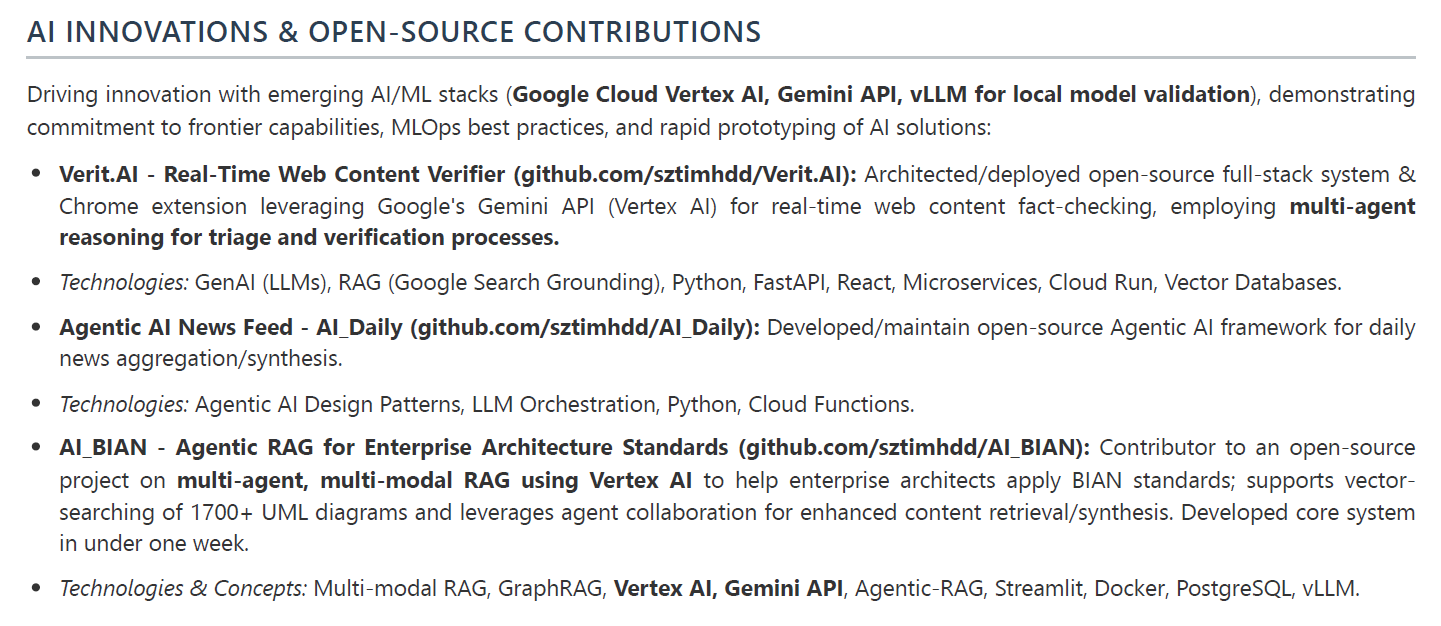 AI INNOVATIONS & OPEN-SOURCE CONTRIBUTIONS
Driving innovation with emerging AI/ML stacks (Google Cloud Vertex AI, Gemini API, vLLM for local model validation), demonstrating
commitment to frontier capabilities, MLOps best practices, and rapid prototyping of AI solutions:
• Verit.AI - Real-Time Web Content Verifier (github.com/sztimhdd/Verit.AI): Architected/deployed open-source full-stack system &
Chrome extension leveraging Google's Gemini API (Vertex AI) for real-time web content fact-checking, employing multi-agent
reasoning for triage and verification processes.
• Technologies: GenAI (LLMs), RAG (Google Search Grounding), Python, FastAPI, React, Microservices, Cloud Run, Vector Databases.
• Agentic AI News Feed - AI_Daily (github.com/sztimhdd/AI_Daily): Developed/maintain open-source Agentic AI framework for daily
news aggregation/synthesis.
• Technologies: Agentic AI Design Patterns, LLM Orchestration, Python, Cloud Functions.
• AI_BIAN - Agentic RAG for Enterprise Architecture Standards (github.com/sztimhdd/AI_BIAN): Contributor to an open-source
project on multi-agent, multi-modal RAG using Vertex AI to help enterprise architects apply BIAN standards; supports vector-
searching of 1700+ UML diagrams and leverages agent collaboration for enhanced content retrieval/synthesis. Developed core system
in under one week.
• Technologies & Concepts: Multi-modal RAG, GraphRAG, Vertex AI, Gemini API, Agentic-RAG, Streamlit, Docker, PostgreSQL, vLLM.